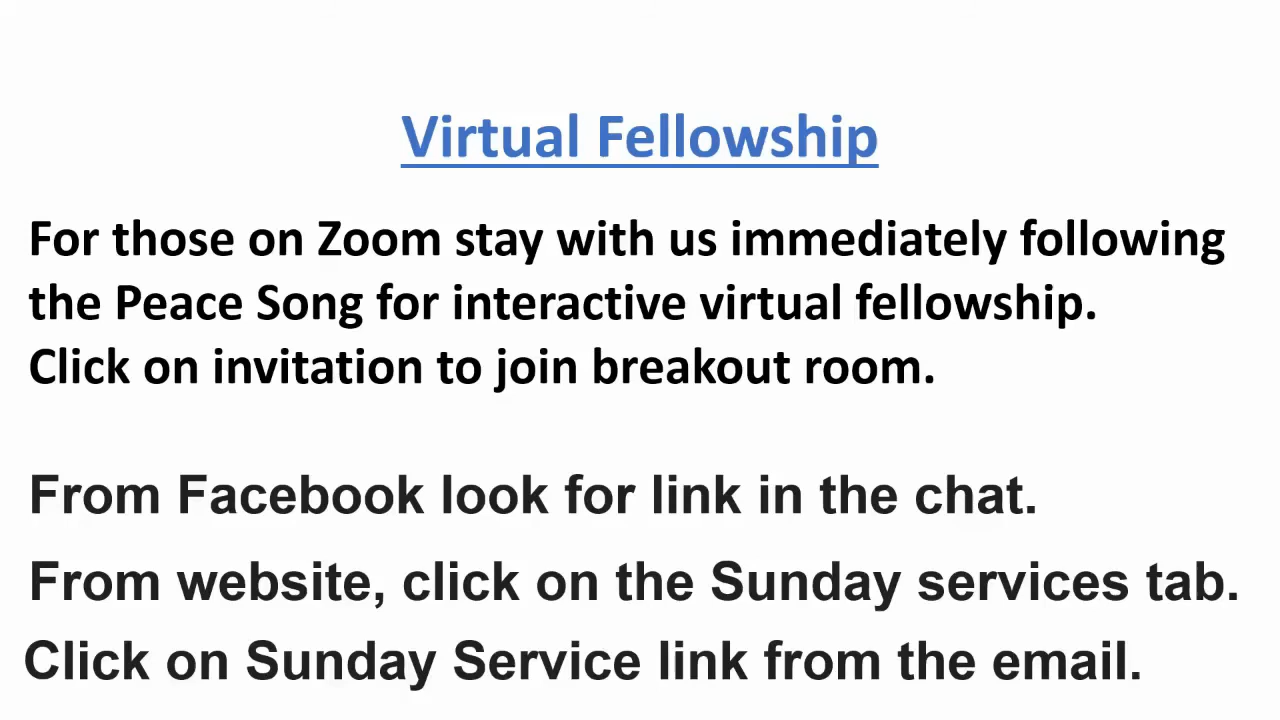 Virtual Fellowship
For those on Zoom stay with us immediately following
the Peace Song for interactive virtual fellowship.
Click on invitation to join breakout room.
From Facebook look for link in the chat.
From website, click on the Sunday services tab.
Click on Sunday Service link from the email.